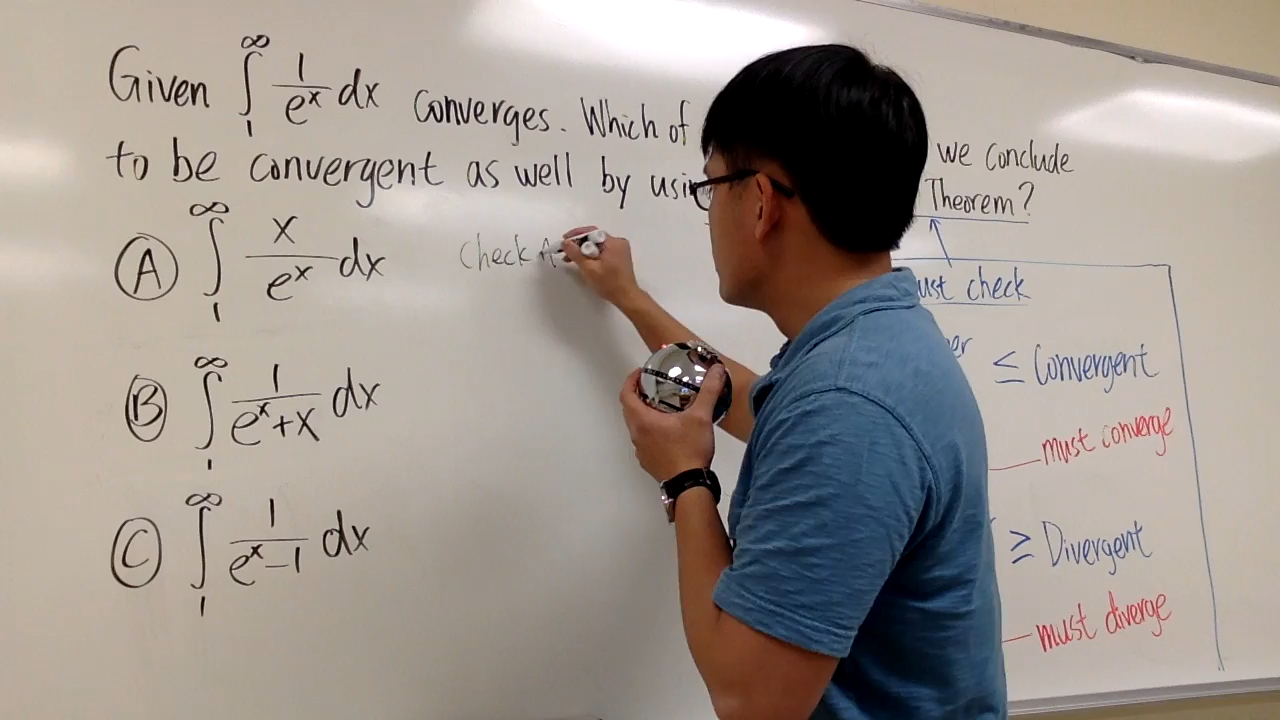 Given ∫₁^∞ 1/eˣ dx converges. Which of we conclude
to be convergent as well by usi Theorem?
Ⓐ ∫₁^∞ x/eˣ dx
check A
Ⓑ ∫₁^∞ 1/(eˣ+x) dx
Ⓒ ∫₁^∞ 1/(eˣ-1) dx
ust check
er ≤ Convergent
must converge
≥ Divergent
must diverge